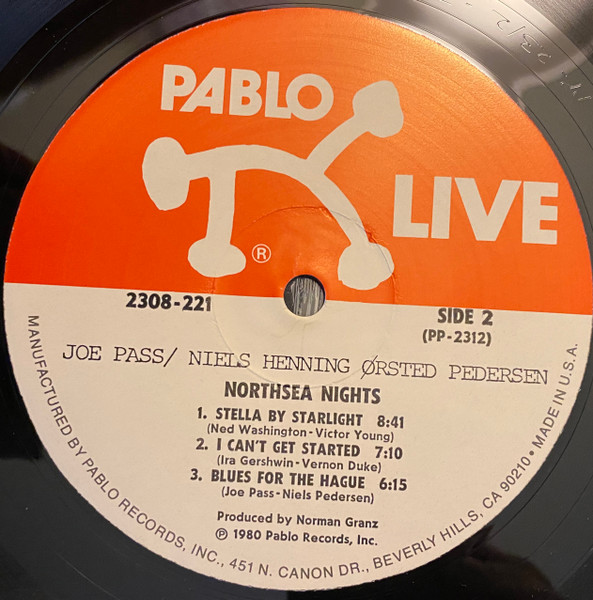 PABLO
LIVE
®
2308-221
SIDE 2
(PP-2312)
JOE PASS/ NIELS HENNING ØRSTED PEDERSEN
NORTHSEA NIGHTS
1. STELLA BY STARLIGHT 8:41
(Ned Washington-Victor Young)
2. I CAN'T GET STARTED 7:10
(Ira Gershwin-Vernon Duke)
3. BLUES FOR THE HAGUE 6:15
(Joe Pass-Niels Pedersen)
Produced by Norman Granz
℗ 1980 Pablo Records, Inc.
MANUFACTURED BY PABLO RECORDS, INC., 451 N. CANON DR., BEVERLY HILLS, CA 90210 • MADE IN U.S.A.